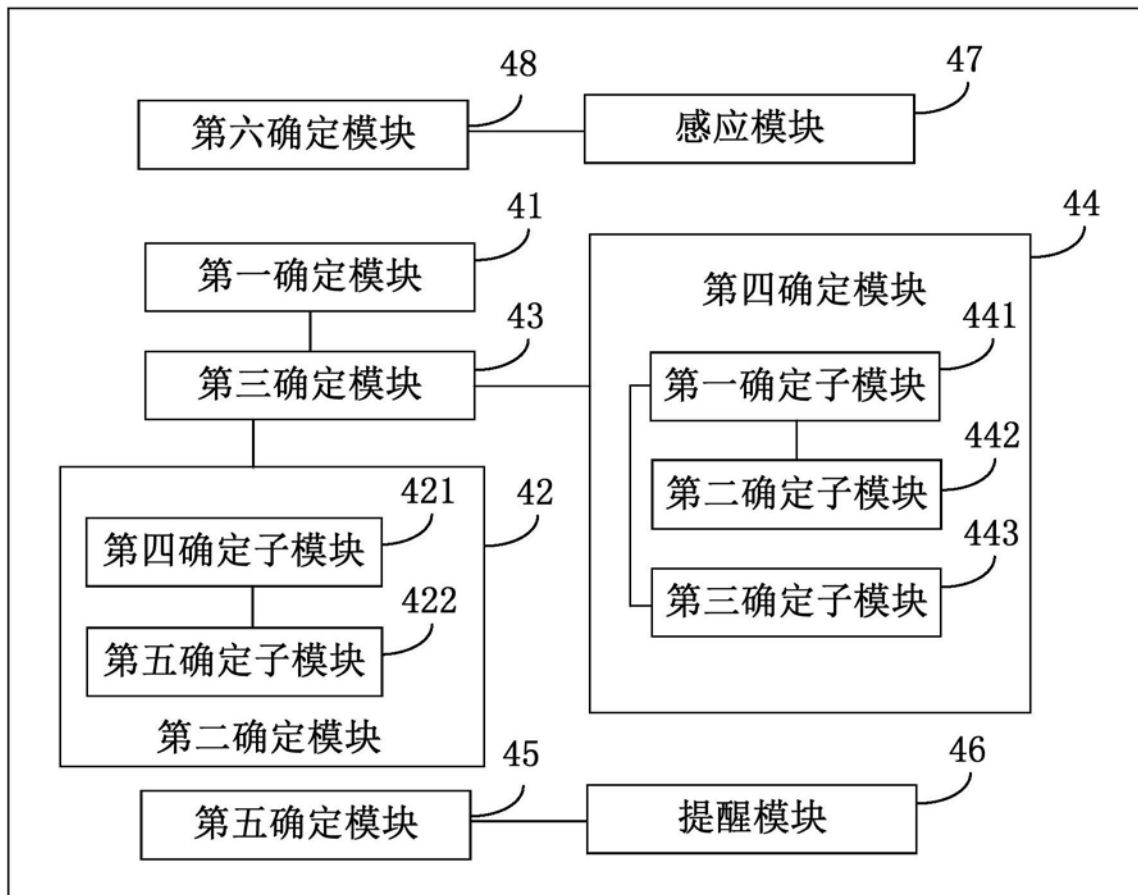 48
47
第六确定模块
感应模块
41
44
第一确定模块
第四确定模块
43
441
第三确定模块
第一确定子模块
442
第二确定子模块
421
42
第四确定子模块
443
第三确定子模块
422
第五确定子模块
第二确定模块
45
46
第五确定模块
提醒模块